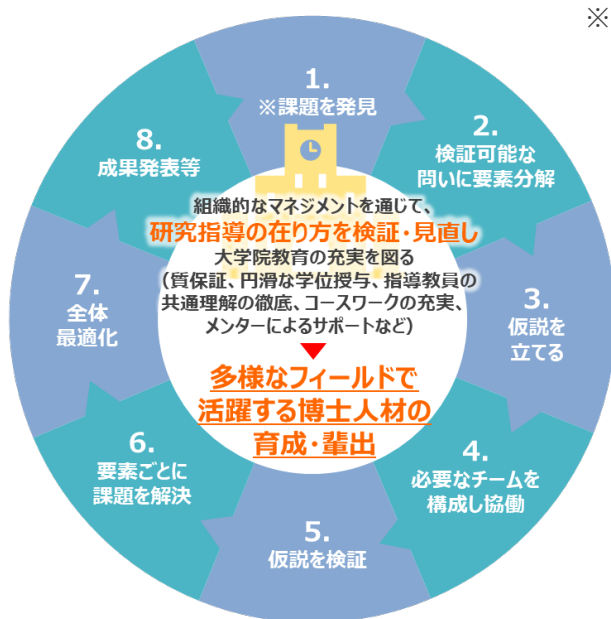 ※
1.
※課題を発見
2.
検証可能な
問いに要素分解
3.
仮説を
立てる
4.
必要なチームを
構成し協働
5.
仮説を検証
6.
要素ごとに
課題を解決
7.
全体
最適化
8.
成果発表等
組織的なマネジメントを通じて、
研究指導の在り方を検証・見直し
大学院教育の充実を図る
（質保証、円滑な学位授与、指導教員の
共通理解の徹底、コースワークの充実、
メンターによるサポートなど）
多様なフィールドで
活躍する博士人材の
育成・輩出